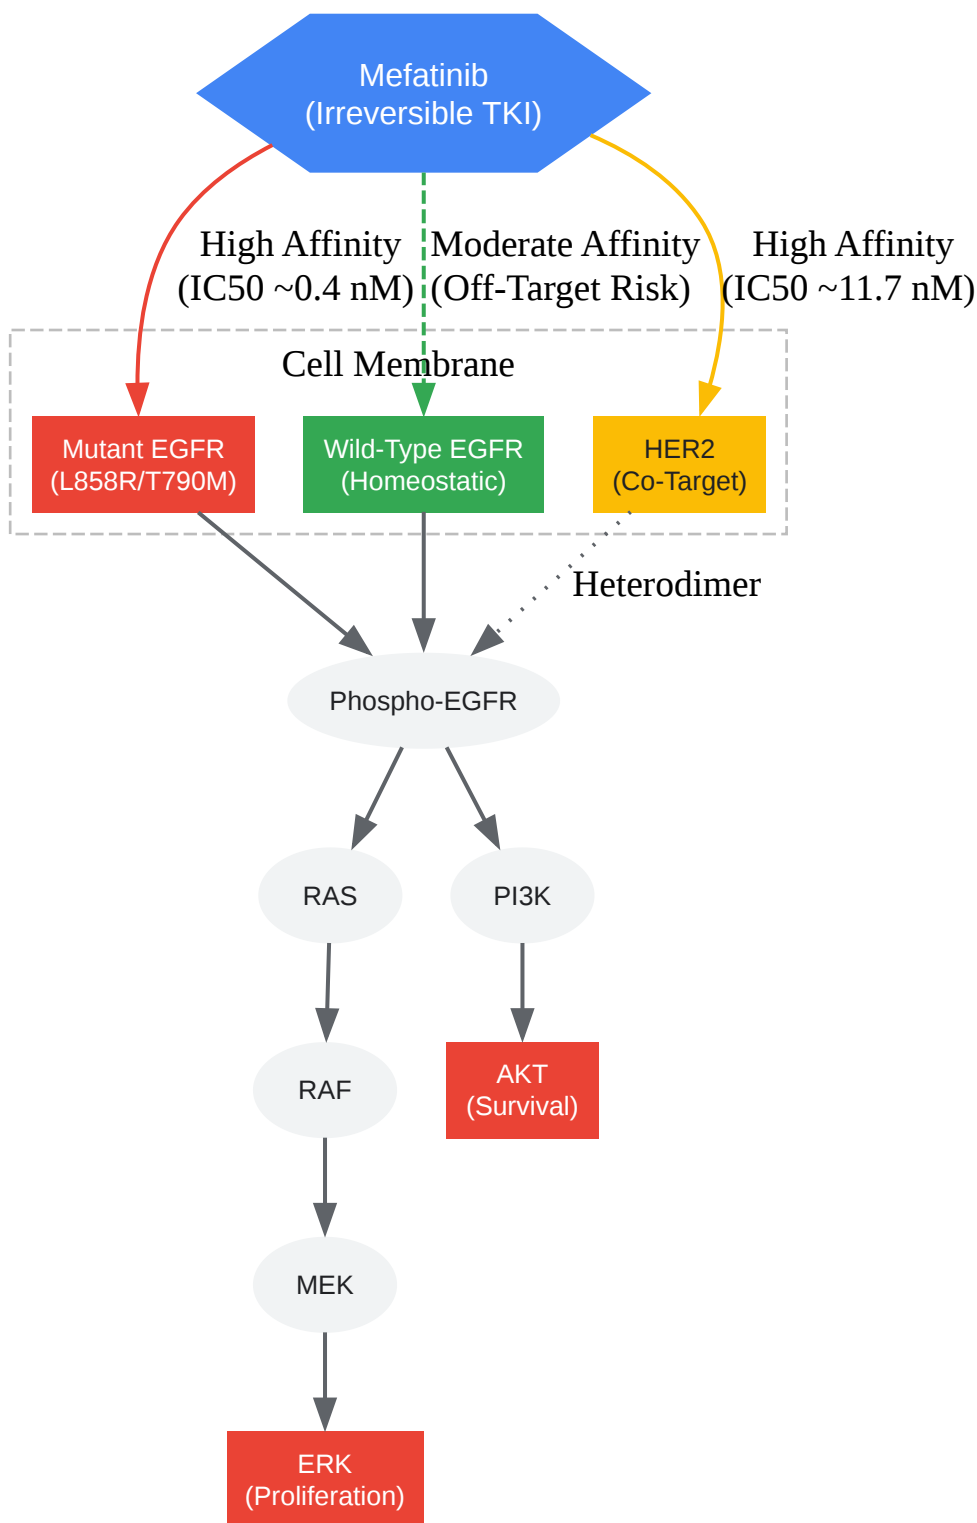 Mefatinib
(Irreversible TKI)
High Affinity
(IC50 ~0.4 nM)
Moderate Affinity
(Off-Target Risk)
High Affinity
(IC50 ~11.7 nM)
Cell Membrane
Mutant EGFR
(L858R/T790M)
Wild-Type EGFR
(Homeostatic)
HER2
(Co-Target)
Heterodimer
Phospho-EGFR
RAS
PI3K
RAF
AKT
(Survival)
MEK
ERK
(Proliferation)